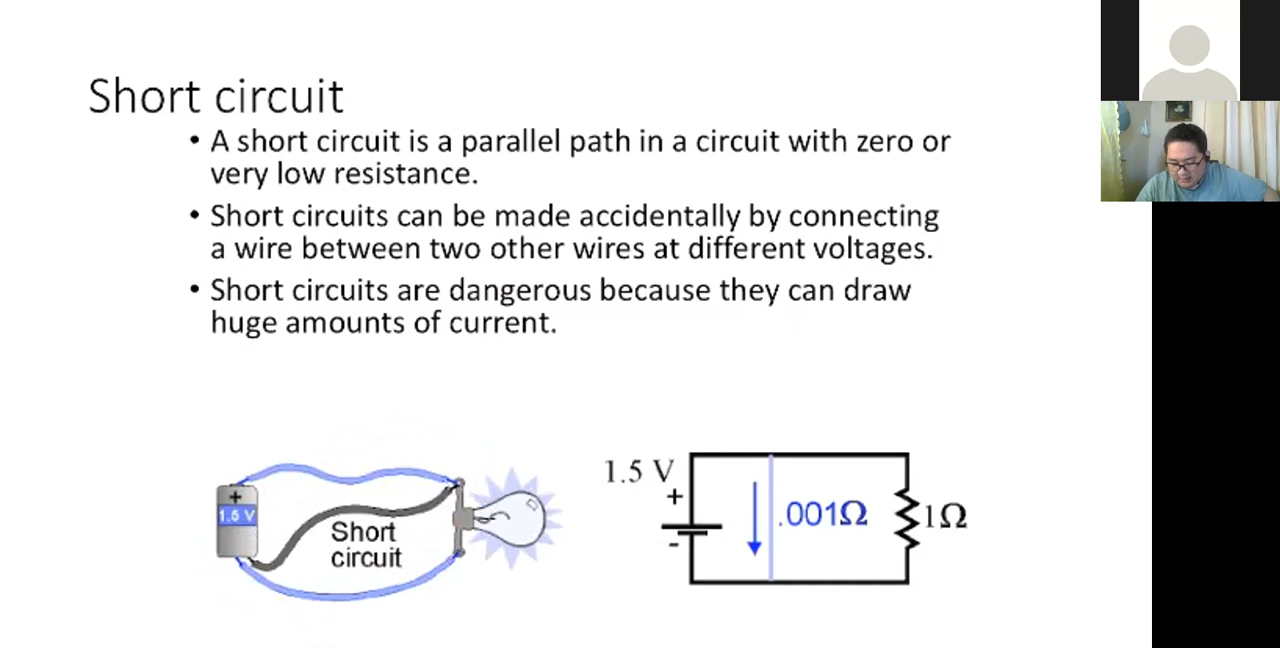 Short circuit
• A short circuit is a parallel path in a circuit with zero or
very low resistance.
• Short circuits can be made accidentally by connecting
a wire between two other wires at different voltages.
• Short circuits are dangerous because they can draw
huge amounts of current.
+
1.5 V
Short
circuit
1.5 V
+
-
.001Ω
1Ω